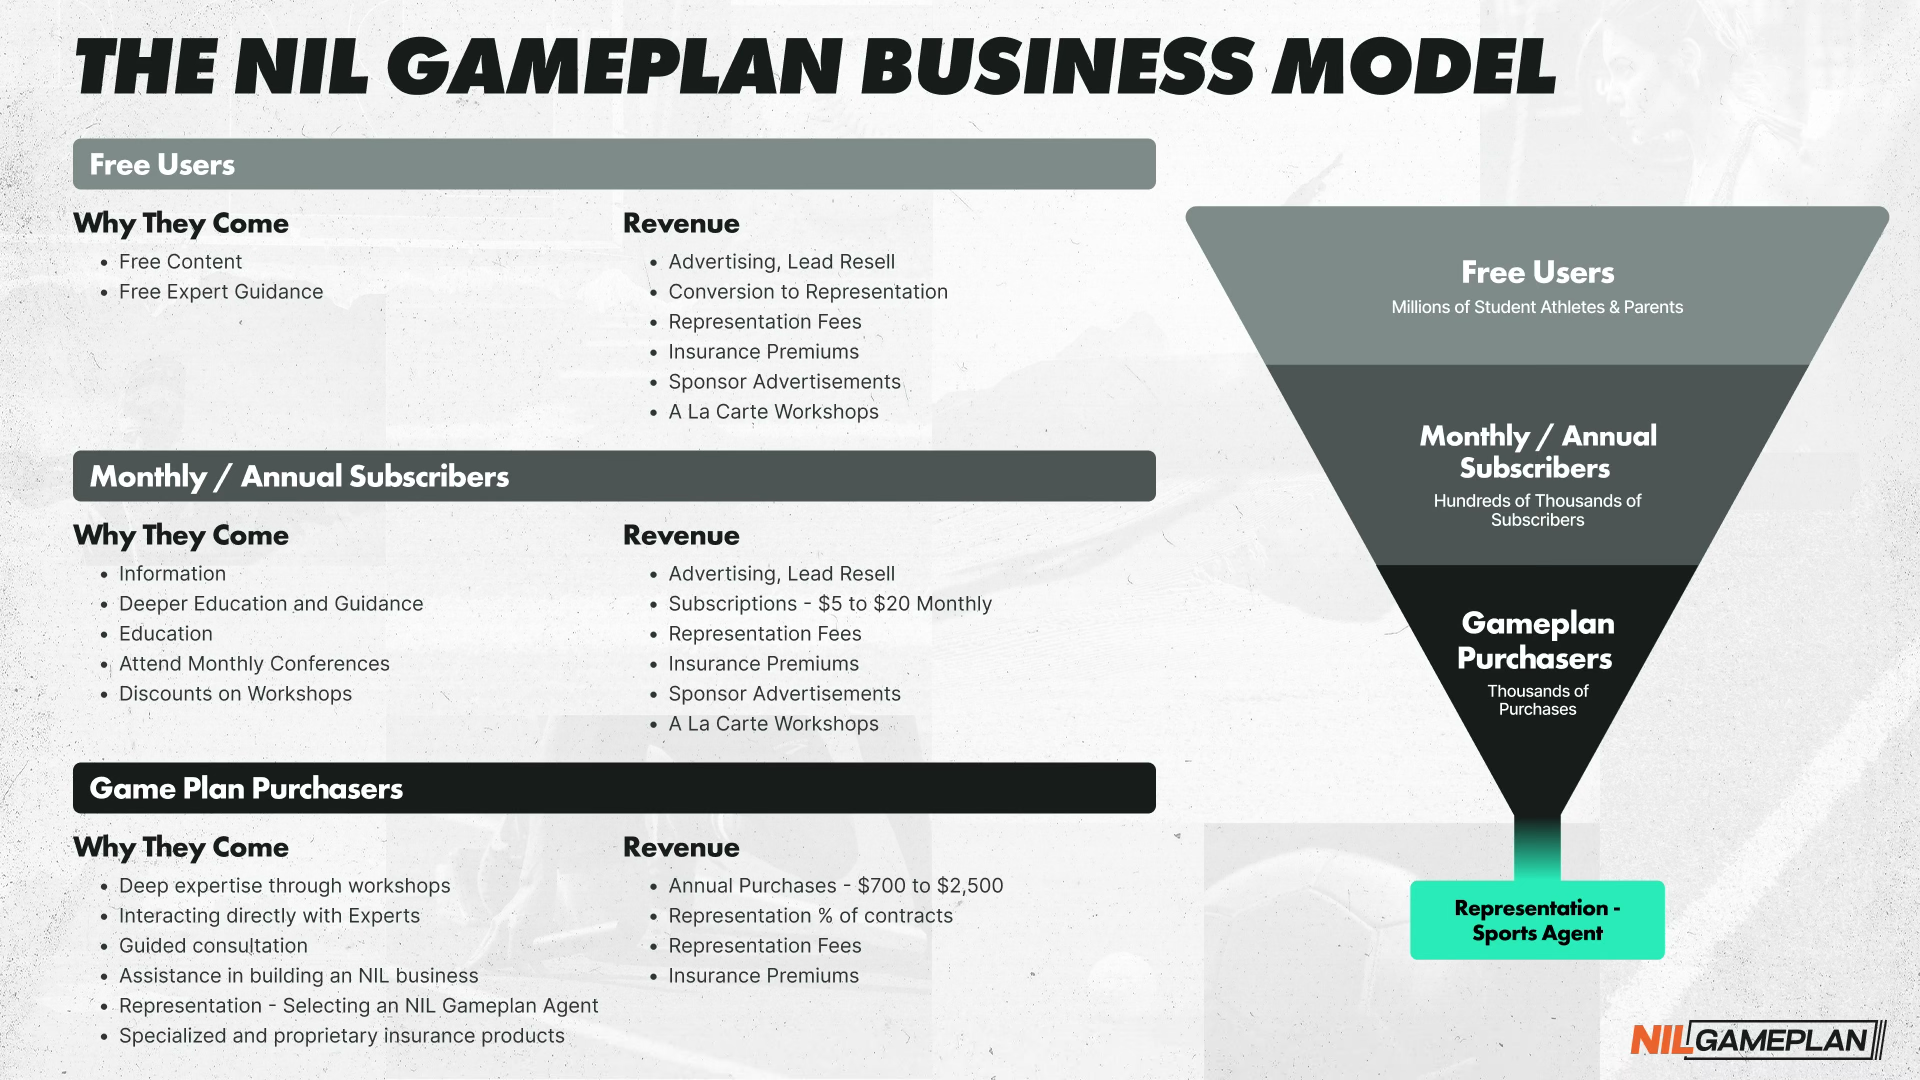 THE NIL GAMEPLAN BUSINESS MODEL
Free Users
Why They Come
• Free Content
• Free Expert Guidance
Revenue
• Advertising, Lead Resell
• Conversion to Representation
• Representation Fees
• Insurance Premiums
• Sponsor Advertisements
• A La Carte Workshops
Monthly / Annual Subscribers
Why They Come
• Information
• Deeper Education and Guidance
• Education
• Attend Monthly Conferences
• Discounts on Workshops
Revenue
• Advertising, Lead Resell
• Subscriptions - $5 to $20 Monthly
• Representation Fees
• Insurance Premiums
• Sponsor Advertisements
• A La Carte Workshops
Game Plan Purchasers
Why They Come
• Deep expertise through workshops
• Interacting directly with Experts
• Guided consultation
• Assistance in building an NIL business
• Representation - Selecting an NIL Gameplan Agent
• Specialized and proprietary insurance products
Revenue
• Annual Purchases - $700 to $2,500
• Representation % of contracts
• Representation Fees
• Insurance Premiums
Free Users
Millions of Student Athletes & Parents
Monthly / Annual
Subscribers
Hundreds of Thousands of
Subscribers
Gameplan
Purchasers
Thousands of
Purchases
Representation -
Sports Agent
NIL GAMEPLAN